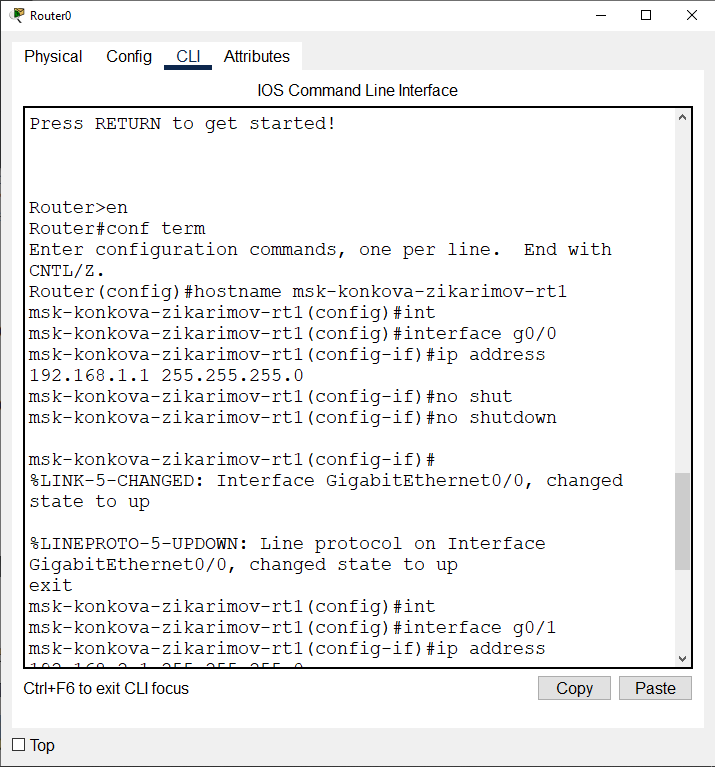 Router0
Physical Config CLI Attributes
IOS Command Line Interface
Press RETURN to get started!
Router>en
Router#conf term
Enter configuration commands, one per line.  End with
CNTL/Z.
Router(config)#hostname msk-konkova-zikarimov-rt1
msk-konkova-zikarimov-rt1(config)#int
msk-konkova-zikarimov-rt1(config)#interface g0/0
msk-konkova-zikarimov-rt1(config-if)#ip address
192.168.1.1 255.255.255.0
msk-konkova-zikarimov-rt1(config-if)#no shut
msk-konkova-zikarimov-rt1(config-if)#no shutdown
msk-konkova-zikarimov-rt1(config-if)#
%LINK-5-CHANGED: Interface GigabitEthernet0/0, changed
state to up
%LINEPROTO-5-UPDOWN: Line protocol on Interface
GigabitEthernet0/0, changed state to up
exit
msk-konkova-zikarimov-rt1(config)#int
msk-konkova-zikarimov-rt1(config)#interface g0/1
msk-konkova-zikarimov-rt1(config-if)#ip address
Ctrl+F6 to exit CLI focus
Copy Paste
Top